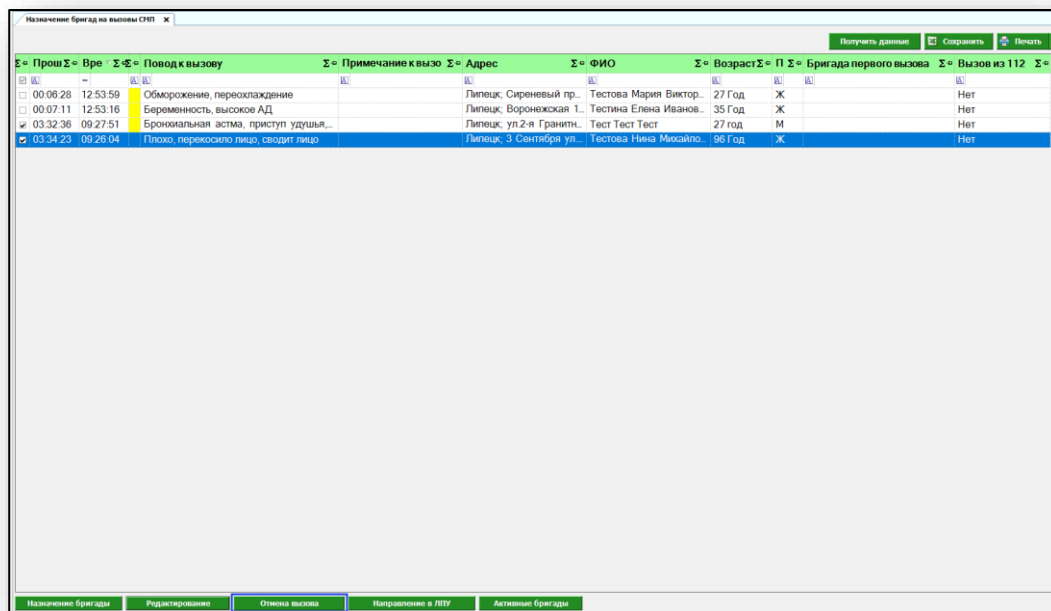 Назначение бригад на вызовы СМП x
Получить данные Сохранить Печать
Σ Прош Σ Вре Σ Σ Повод к вызову Σ Примечание к вызо Σ Адрес Σ ФИО Σ Возраст Σ П Σ Бригада первого вызова Σ Вызов из 112 Σ
00:06:28 12:53:59 Обморожение, переохлаждение Липецк; Сиреневый пр... Тестова Мария Виктор... 27 Год Ж Нет
00:07:11 12:53:16 Беременность, высокое АД Липецк; Воронежская 1... Тестина Елена Иванов... 35 Год Ж Нет
03:32:36 09:27:51 Бронхиальная астма, приступ удушья,... Липецк; ул.2-я Гранитн... Тест Тест Тест 27 год М Нет
03:34:23 09:26:04 Плохо, перекосило лицо, сводит лицо Липецк; 3 Сентября ул... Тестова Нина Михайло... 96 Год Ж Нет
Назначение бригады Редактирование Отмена вызова Направление в ЛПУ Активные бригады